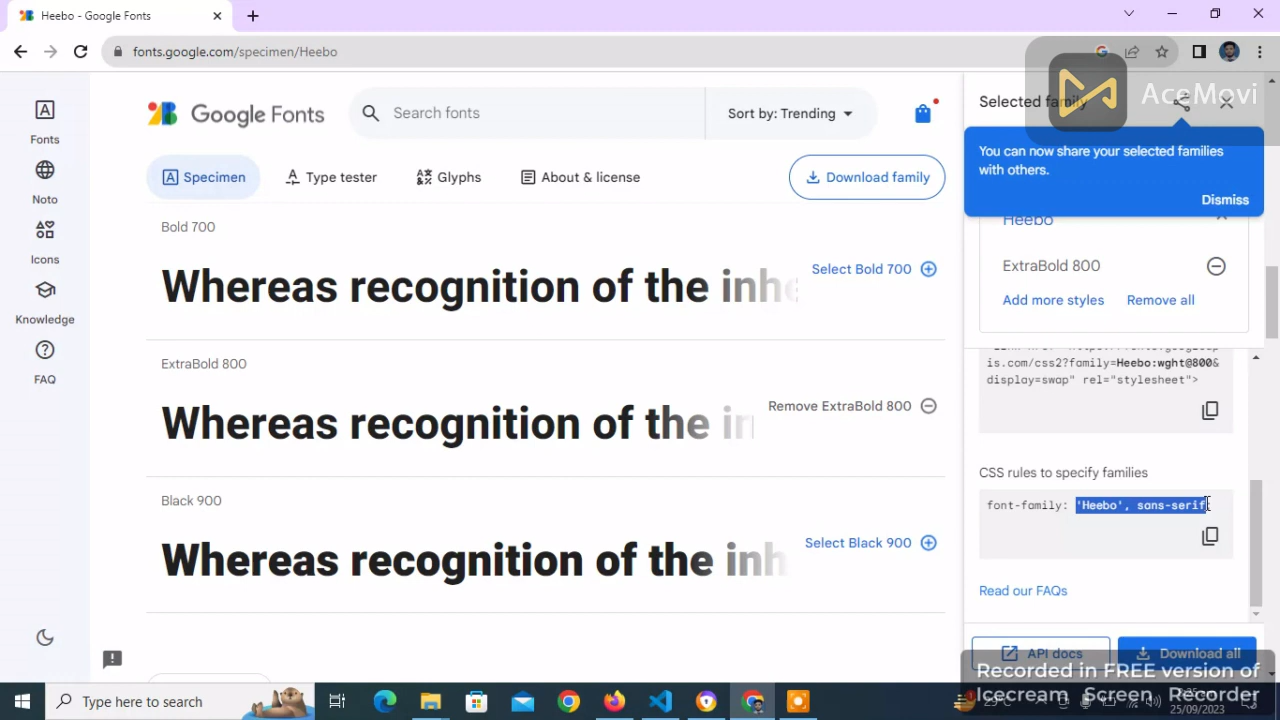 Heebo - Google Fonts
fonts.google.com/specimen/Heebo
AceMovi
Google Fonts
Search fonts
Sort by: Trending
Selected family
You can now share your selected families
with others.
Dismiss
Fonts
Noto
Icons
Knowledge
FAQ
Specimen
Type tester
Glyphs
About & license
Download family
Bold 700
Whereas recognition of the inhe
Select Bold 700
ExtraBold 800
Whereas recognition of the in
Remove ExtraBold 800
Black 900
Whereas recognition of the inh
Select Black 900
Heebo
ExtraBold 800
Add more styles Remove all
is.com/css2?family=Heebo:wght@800&
display=swap" rel="stylesheet">
CSS rules to specify families
font-family: 'Heebo', sans-serif;
Read our FAQs
API docs
Download all
Recorded in FREE version of
Icecream Screen Recorder
Type here to search
25/09/2023